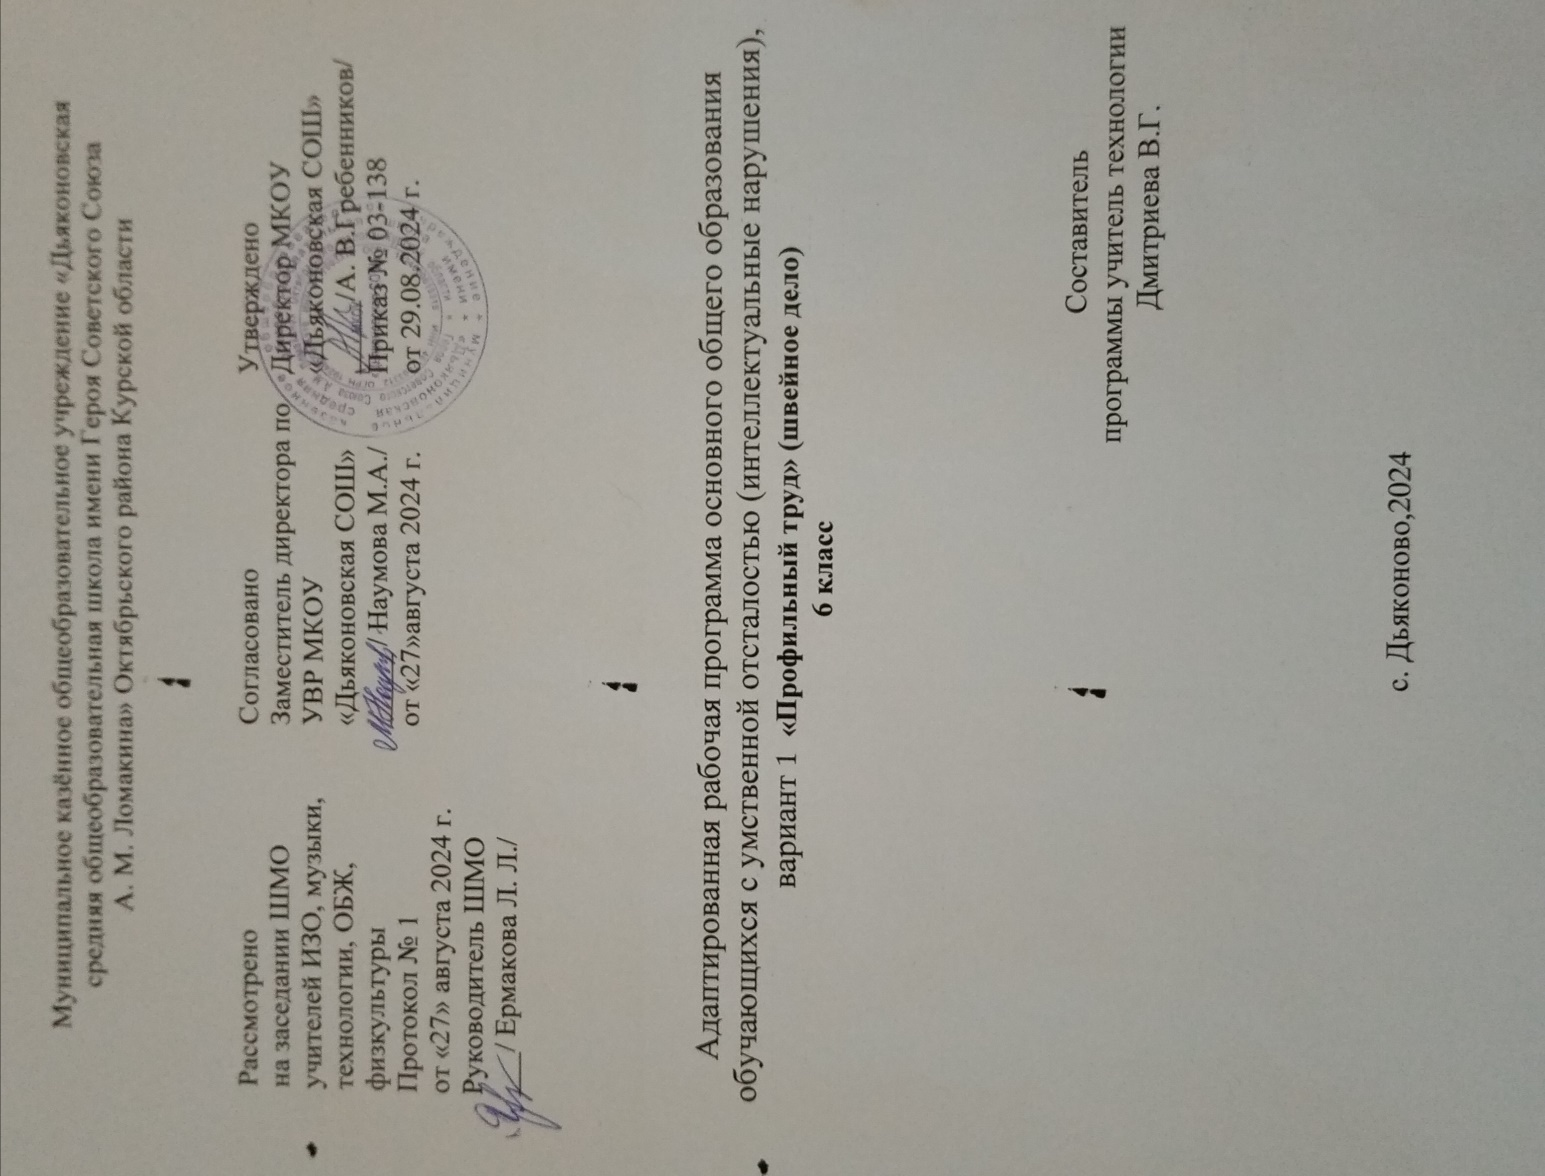 Муниципальное казённое общеобразовательное учреждение «Дьяконовская
средняя общеобразовательная школа имени Героя Советского Союза
А. М. Ломакина» Октябрьского района Курской области
Рассмотрено
на заседании ШМО
учителей ИЗО, музыки,
технологии, ОБЖ,
физкультуры
Протокол № 1
от «27» августа 2024 г.
Руководитель ШМО
/ Ермакова Л. Л./
Согласовано
Заместитель директора по
УВР МКОУ
«Дьяконовская СОШ»
/ Наумова М.А./
от «27»августа 2024 г.
Утверждено
Директор МКОУ
«Дьяконовская СОШ»
/А. В.Гребенников/
Приказ № 03-138
от 29.08.2024 г.
Адаптированная рабочая программа основного общего образования
обучающихся с умственной отсталостью (интеллектуальные нарушения),
вариант 1 «Профильный труд» (швейное дело)
6 класс
Составитель
программы учитель технологии
Дмитриева В.Г.
с. Дьяконово,2024